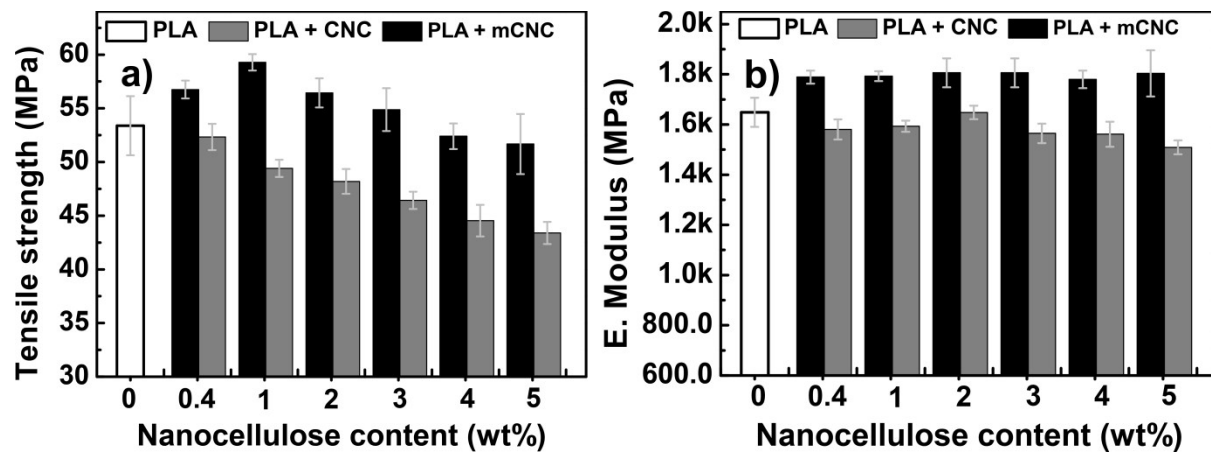 PLA PLA + CNC PLA + mCNC
a)
Tensile strength (MPa)
60
55
50
45
40
35
30
0 0.4 1 2 3 4 5
Nanocellulose content (wt%)
PLA PLA + CNC PLA + mCNC
b)
E. Modulus (MPa)
2.0k
1.8k
1.6k
1.4k
1.2k
1.0k
800.0
600.0
0 0.4 1 2 3 4 5
Nanocellulose content (wt%)